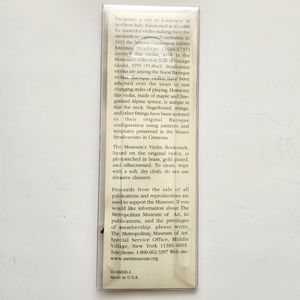 Cremona, a city in Lombardy in
northern Italy, functioned as a center
for masterful violin-making from the
sixteenth to eighteenth centuries. In
1693 the famous Cremonese luthier
Antonio Stradivari (1644-1737)
created this violin, now in the
Museum's collection (Gift of George
Gould, 1955 [55.86a]). Stradivarius
violins are among the finest Baroque
violins. Baroque violins have been
adapted over the years to suit
changing styles of playing. However,
this violin, made of maple and fine-
grained Alpine spruce, is unique in
that the neck, fingerboard, strings,
and other fittings have been restored
to their original Baroque
configuration using patterns and
templates preserved in the Museo
Stradivariano in Cremona.
The Museum's Violin Bookmark,
based on the original violin, is
photoetched in brass, gold plated,
and silkscreened. To clean, wipe
with a soft, dry cloth; do not use
abrasive cleaners.
Proceeds from the sale of all
publications and reproductions are
used to support the Museum. If you
would like information about The
Metropolitan Museum of Art, its
publications, and the privileges
of membership, please write:
The Metropolitan Museum of Art,
Special Service Office, Middle
Village, New York 11381-0001.
Telephone: 1-800-662-3397 Web site:
www.metmuseum.org
Made in U.S.A.